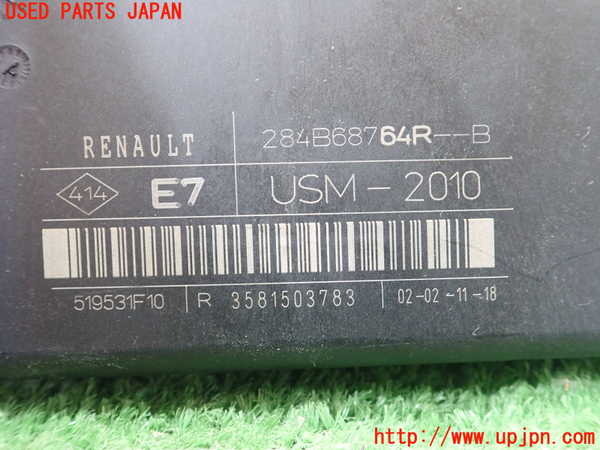 USED PARTS JAPAN
RENAULT 284B68764R--B
414 E7 USM-2010
519531F10 R 3581503783 02-02-11-18
http://www.upjpn.com/